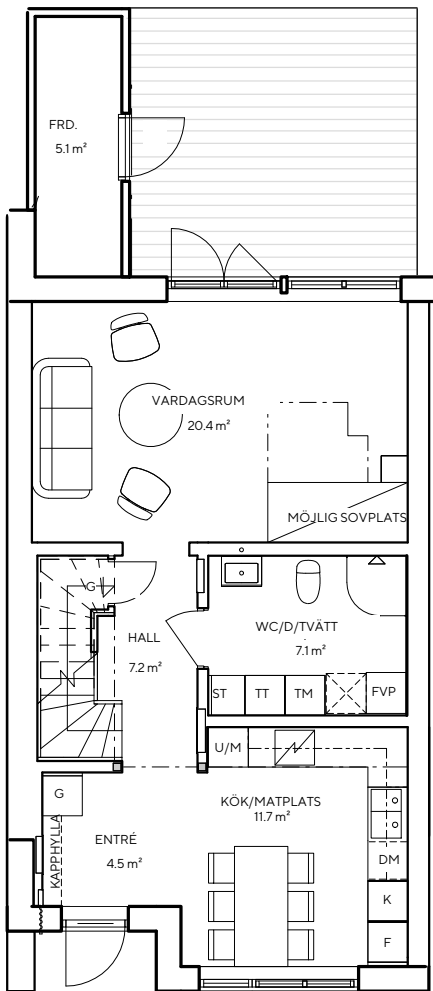 FRD.
5.1 m²
VARDAGSRUM
20.4 m²
MÖJLIG SOVPLATS
G
HALL
7.2 m²
WC/D/TVÄTT
7.1 m²
ST
TT
TM
FVP
U/M
G
KAPPHYLLA
ENTRÉ
4.5 m²
KÖK/MATPLATS
11.7 m²
DM
K
F